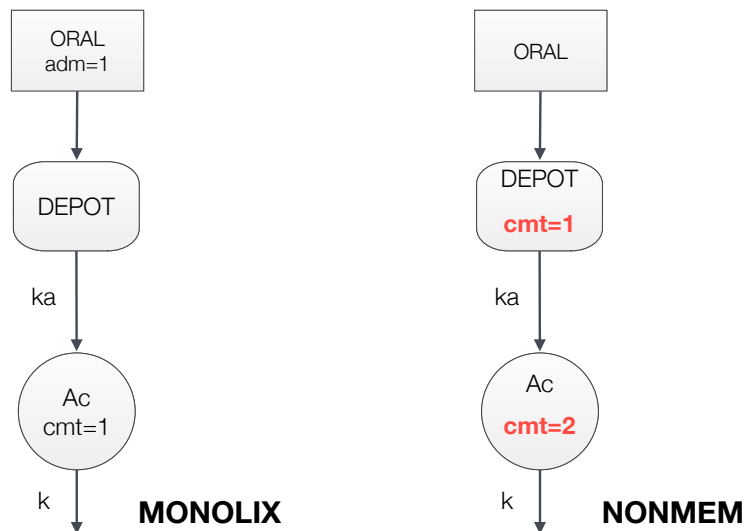 ORAL
adm=1
DEPOT
ka
Ac
cmt=1
k
MONOLIX
ORAL
DEPOT
cmt=1
ka
Ac
cmt=2
k
NONMEM